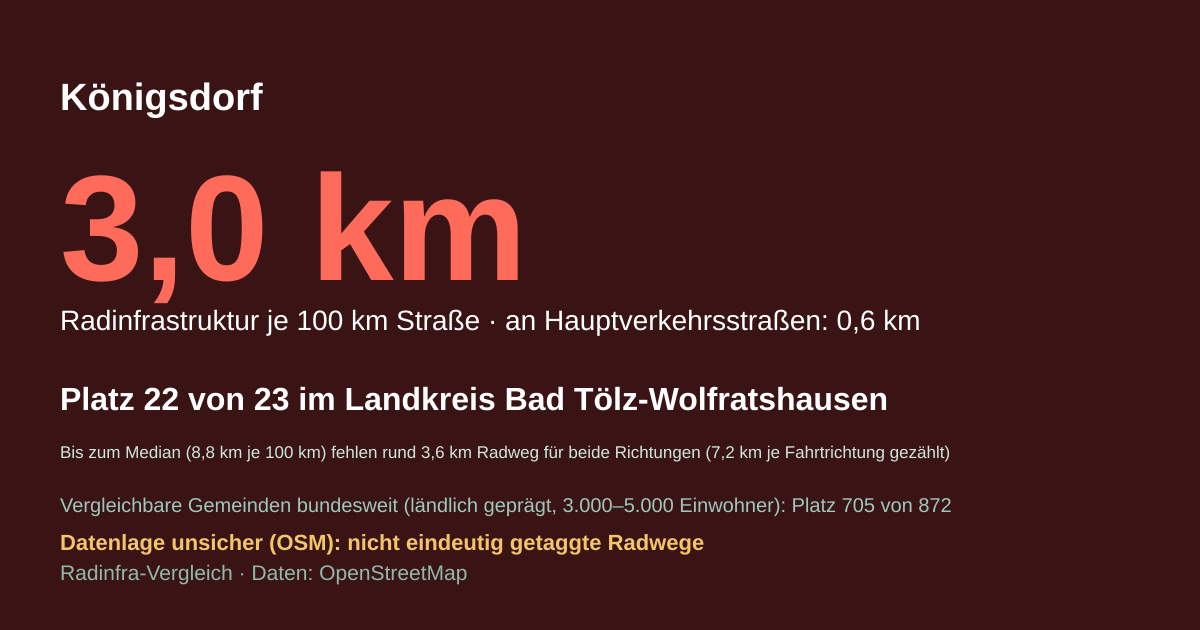 Königsdorf
3,0 km
Radinfrastruktur je 100 km Straße · an Hauptverkehrsstraßen: 0,6 km
Platz 22 von 23 im Landkreis Bad Tölz-Wolfratshausen
Bis zum Median (8,8 km je 100 km) fehlen rund 3,6 km Radweg für beide Richtungen (7,2 km je Fahrtrichtung gezählt)
Vergleichbare Gemeinden bundesweit (ländlich geprägt, 3.000–5.000 Einwohner): Platz 705 von 872
Datenlage unsicher (OSM): nicht eindeutig getaggte Radwege
Radinfra-Vergleich · Daten: OpenStreetMap